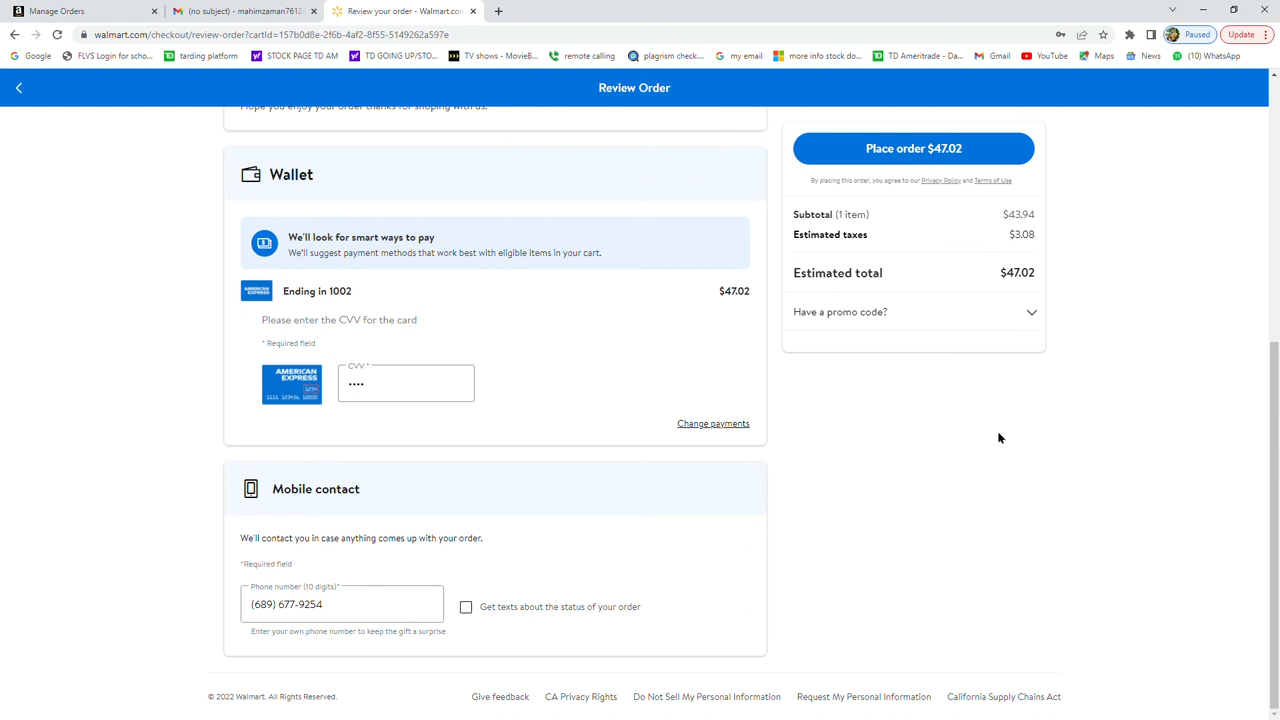 Manage Orders
(no subject) - mahimzaman7612
Review your order - Walmart.com
walmart.com/checkout/review-order?cartId=157b0d8e-2f6b-4af2-8f55-5149262a597e
Paused
Update
Google
FLVS Login for scho...
tarding platform
STOCK PAGE TD AM
TD GOING UP/STO...
TV shows - MovieB...
remote calling
plagrism check....
my email
more info stock do...
TD Ameritrade - Da...
Gmail
YouTube
Maps
News
(10) WhatsApp
Review Order
Hope you enjoy your order thanks for shoping with us.
Wallet
We'll look for smart ways to pay
We'll suggest payment methods that work best with eligible items in your cart.
AMERICAN EXPRESS
Ending in 1002
$47.02
Please enter the CVV for the card
* Required field
AMERICAN
EXPRESS
1234
1111 123456 10000
CVV *
••••
Change payments
Mobile contact
We'll contact you in case anything comes up with your order.
*Required field
Phone number (10 digits)*
(689) 677-9254
Get texts about the status of your order
Enter your own phone number to keep the gift a surprise
Place order $47.02
By placing this order, you agree to our Privacy Policy and Terms of Use
Subtotal (1 item) $43.94
Estimated taxes $3.08
Estimated total $47.02
Have a promo code?
© 2022 Walmart. All Rights Reserved.
Give feedback
CA Privacy Rights
Do Not Sell My Personal Information
Request My Personal Information
California Supply Chains Act